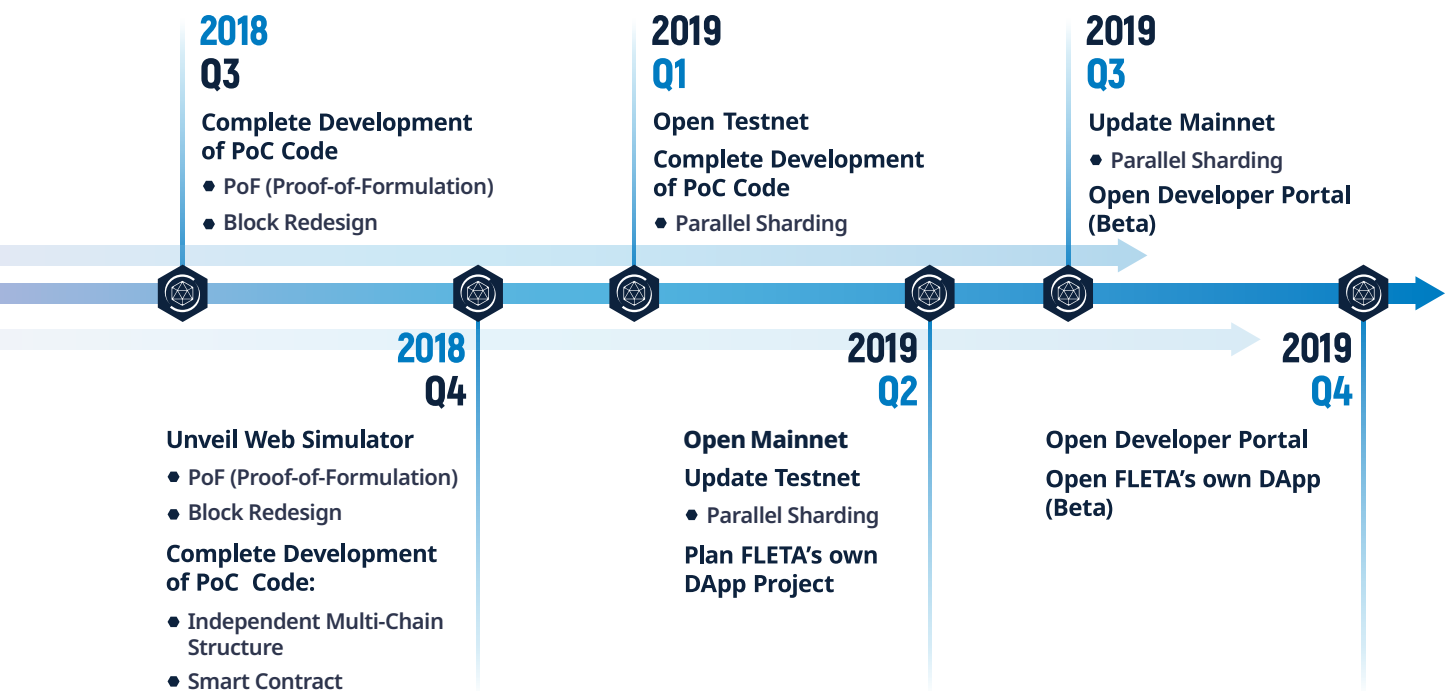 2018
Q3
Complete Development
of PoC Code
PoF (Proof-of-Formulation)
Block Redesign
2018
Q4
Unveil Web Simulator
PoF (Proof-of-Formulation)
Block Redesign
Complete Development
of PoC Code:
Independent Multi-Chain
Structure
Smart Contract
2019
Q1
Open Testnet
Complete Development
of PoC Code
Parallel Sharding
2019
Q2
Open Mainnet
Update Testnet
Parallel Sharding
Plan FLETA’s own
DApp Project
2019
Q3
Update Mainnet
Parallel Sharding
Open Developer Portal
(Beta)
2019
Q4
Open Developer Portal
Open FLETA’s own DApp
(Beta)